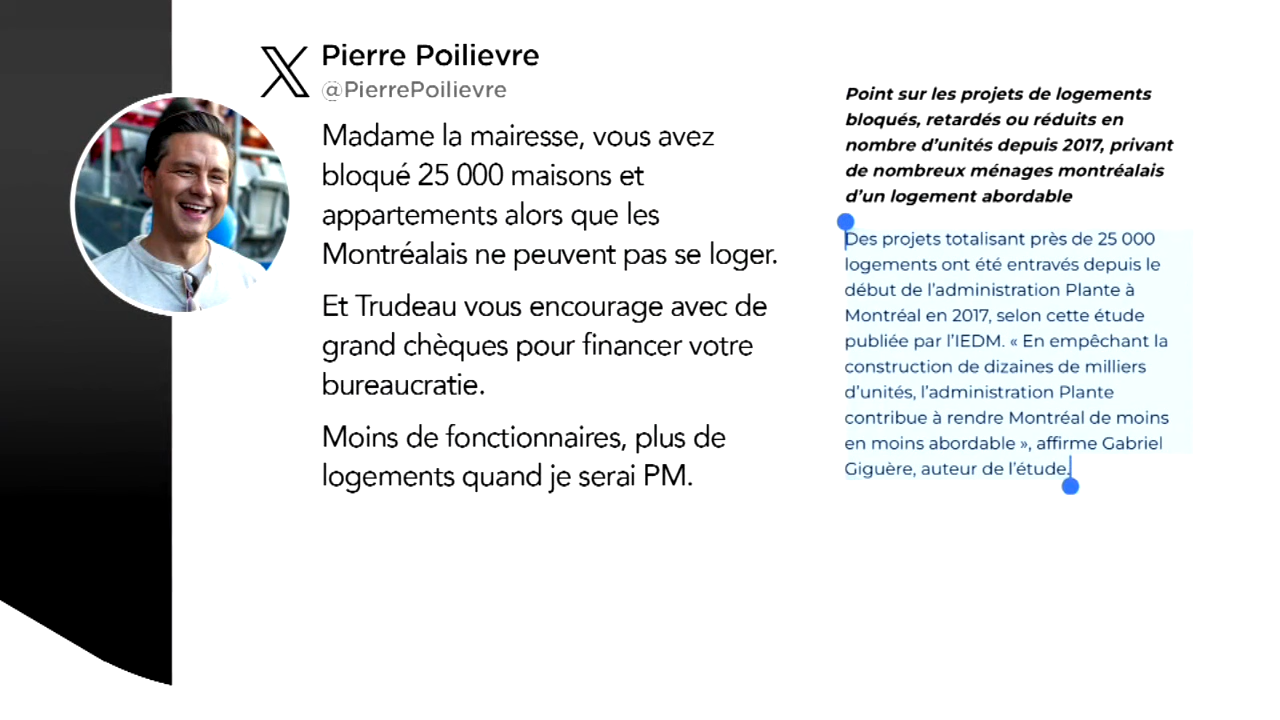 Pierre Poilievre
@PierrePoilievre
Madame la mairesse, vous avez
bloqué 25 000 maisons et
appartements alors que les
Montréalais ne peuvent pas se loger.
Et Trudeau vous encourage avec de
grand chèques pour financer votre
bureaucratie.
Moins de fonctionnaires, plus de
logements quand je serai PM.
Point sur les projets de logements
bloqués, retardés ou réduits en
nombre d’unités depuis 2017, privant
de nombreux ménages montréalais
d’un logement abordable
Des projets totalisant près de 25 000
logements ont été entravés depuis le
début de l’administration Plante à
Montréal en 2017, selon cette étude
publiée par l’IEDM. « En empêchant la
construction de dizaines de milliers
d’unités, l’administration Plante
contribue à rendre Montréal de moins
en moins abordable », affirme Gabriel
Giguère, auteur de l’étude.